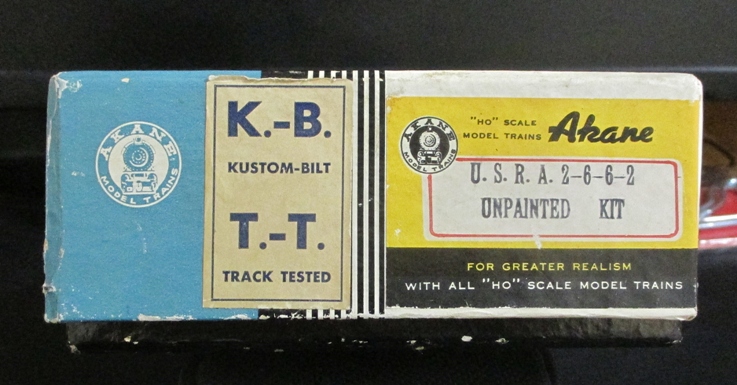 AKANE
MODEL TRAINS
K.-B.
KUSTOM-BILT
T.-T.
TRACK TESTED
AKANE
MODEL TRAINS
"HO" SCALE
MODEL TRAINS
Akane
U.S.R.A. 2-6-6-2
UNPAINTED KIT
FOR GREATER REALISM
WITH ALL "HO" SCALE MODEL TRAINS